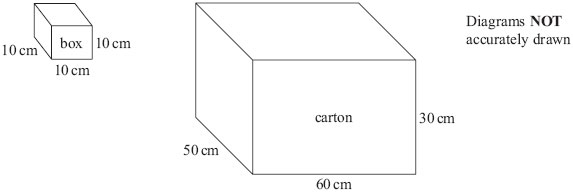 10 cm
box
10 cm
10 cm
carton
50 cm
30 cm
60 cm
Diagrams NOT
accurately drawn